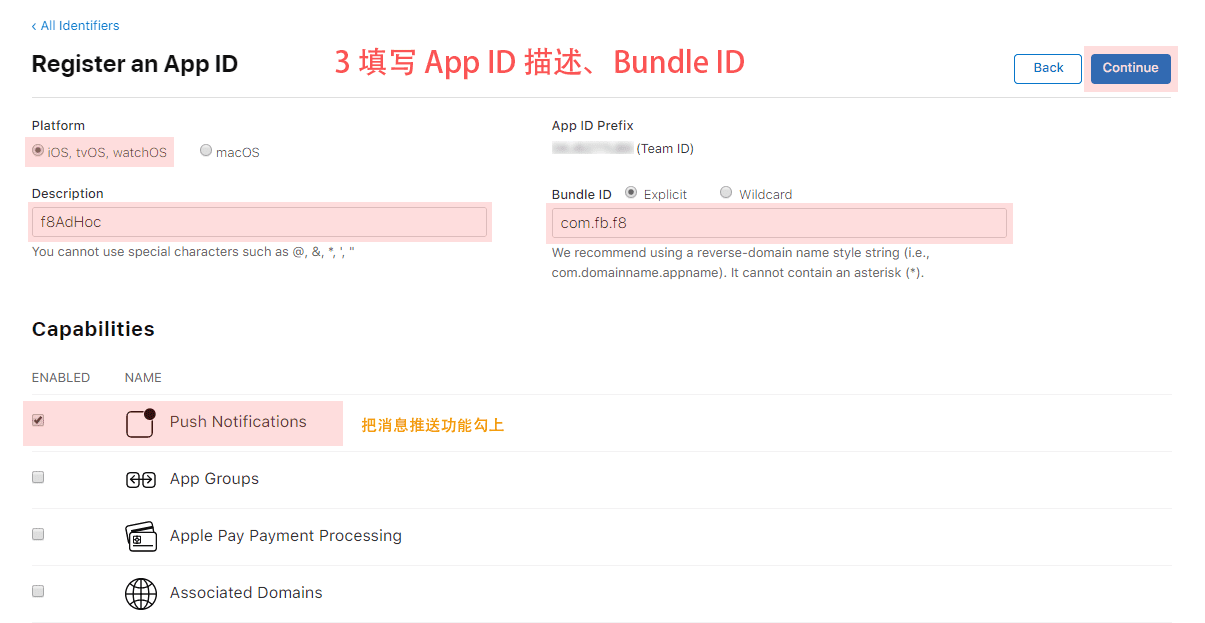 ‹ All Identifiers
Register an App ID
3 填写 App ID 描述、Bundle ID
Back
Continue
Platform
iOS, tvOS, watchOS
macOS
App ID Prefix
(Team ID)
Description
f8AdHoc
You cannot use special characters such as @, &, *, ', "
Bundle ID
Explicit
Wildcard
com.fb.f8
We recommend using a reverse-domain name style string (i.e.,
com.domainname.appname). It cannot contain an asterisk (*).
Capabilities
ENABLED
NAME
Push Notifications
把消息推送功能勾上
App Groups
Apple Pay Payment Processing
Associated Domains